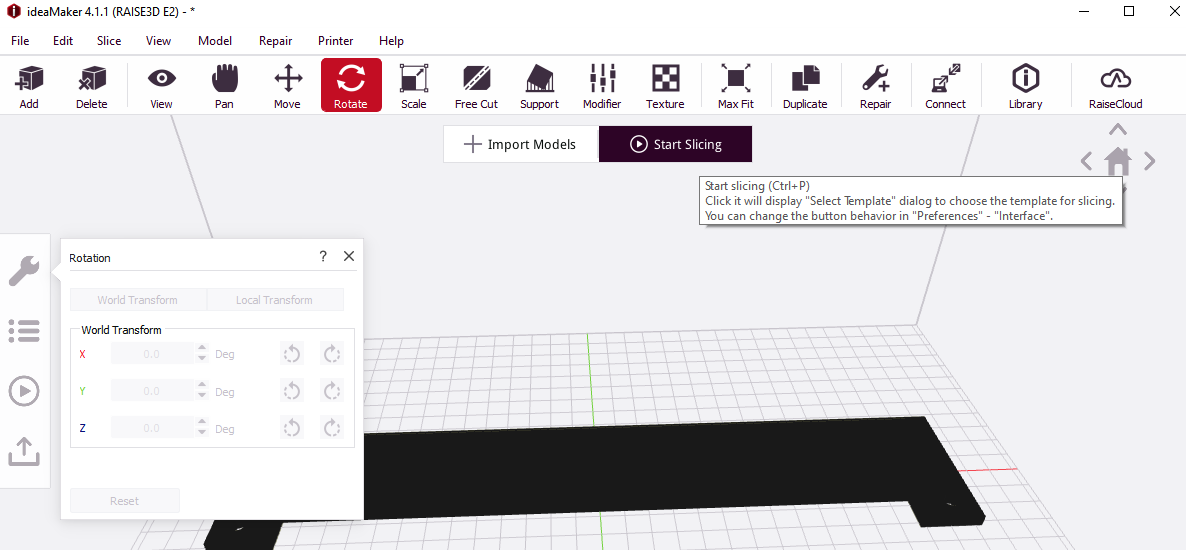 ideaMaker 4.1.1 (RAISE3D E2) - *
File Edit Slice View Model Repair Printer Help
Add Delete View Pan Move Rotate Scale Free Cut Support Modifier Texture Max Fit Duplicate Repair Connect Library RaiseCloud
Import Models Start Slicing
Start slicing (Ctrl+P)
Click it will display "Select Template" dialog to choose the template for slicing.
You can change the button behavior in "Preferences" - "Interface".
Rotation ?
World Transform Local Transform
World Transform
X 0.0 Deg
Y 0.0 Deg
Z 0.0 Deg
Reset